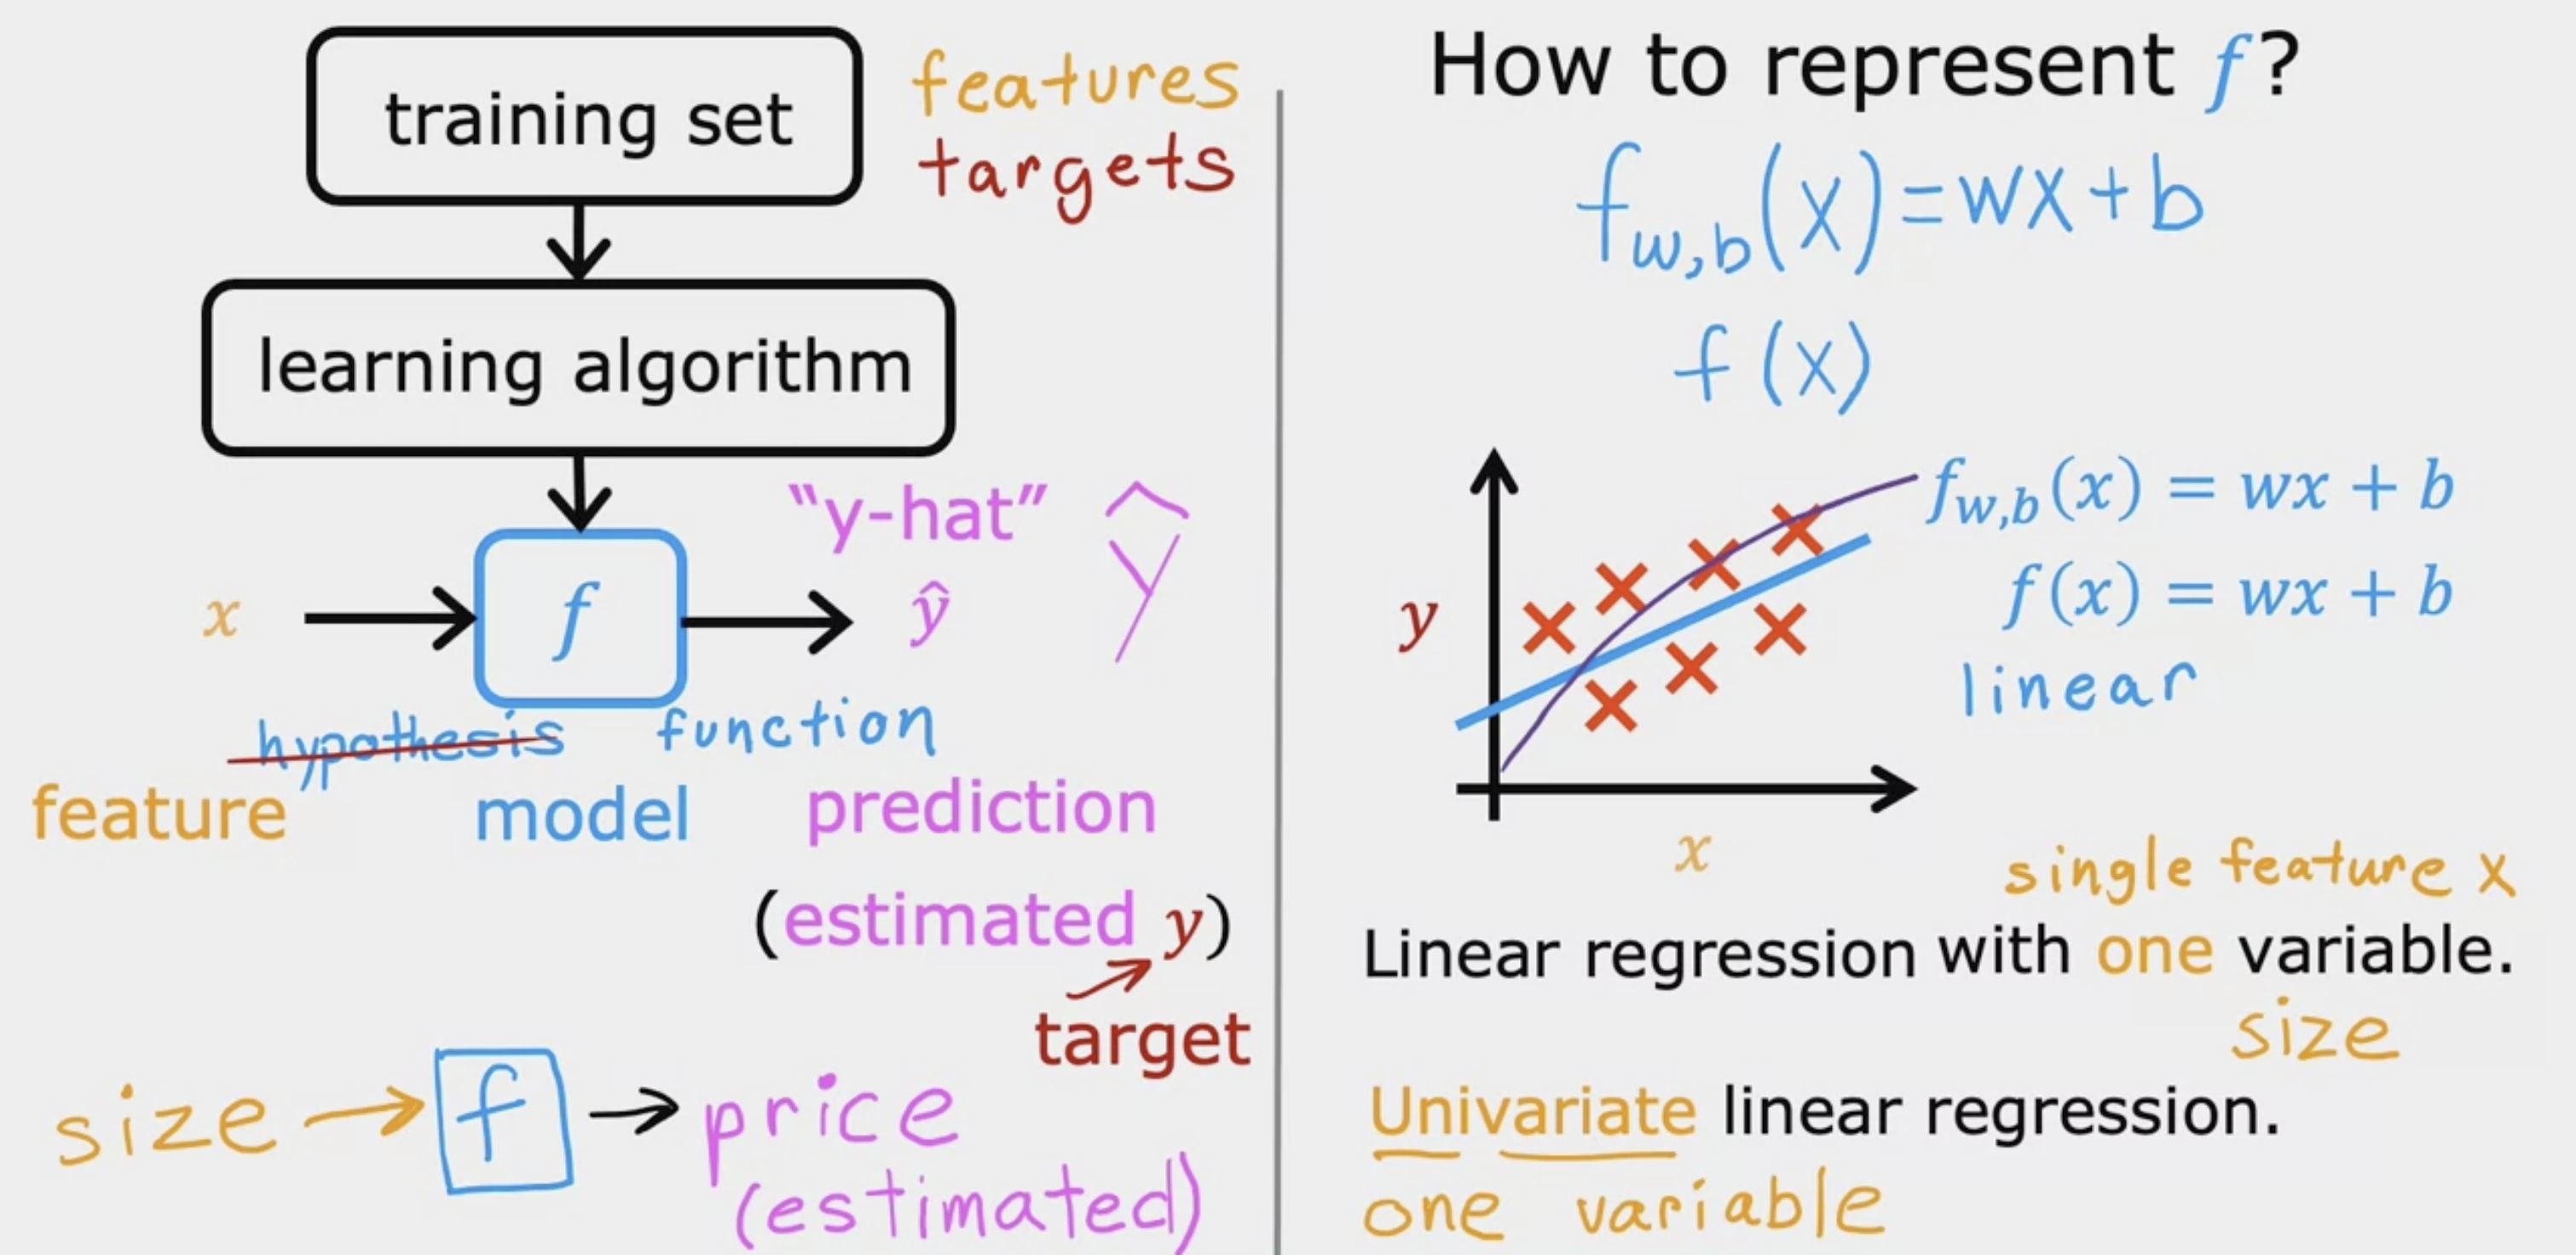 training set
features
targets
learning algorithm
"y-hat"
x
f
ŷ
ŷ
hypothesis
function
feature
model
prediction
(estimated y)
target
size → f → price
(estimated)
How to represent f?
f_{w,b}(x) = wx + b
f(x)
f_{w,b}(x) = wx + b
f(x) = wx + b
linear
y
x
single feature x
Linear regression with one variable.
size
Univariate linear regression.
one variable